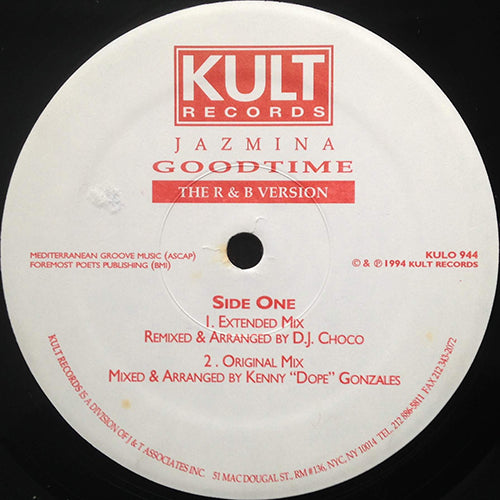 KULT
RECORDS
JAZMINA
GOODTIME
THE R & B VERSION
MEDITERRANEAN GROOVE MUSIC (ASCAP)
FOREMOST POETS PUBLISHING (BMI)
KULO 944
© & ℗ 1994 KULT RECORDS
SIDE ONE
1. EXTENDED MIX
REMIXED & ARRANGED BY D.J. CHOCO
2. ORIGINAL MIX
MIXED & ARRANGED BY KENNY "DOPE" GONZALES
KULT RECORDS IS A DIVISION OF J & T ASSOCIATES INC 51 MAC DOUGAL ST., RM #136, NYC, NY 10014 TEL. 212-886-5811 FAX 212 343-2072